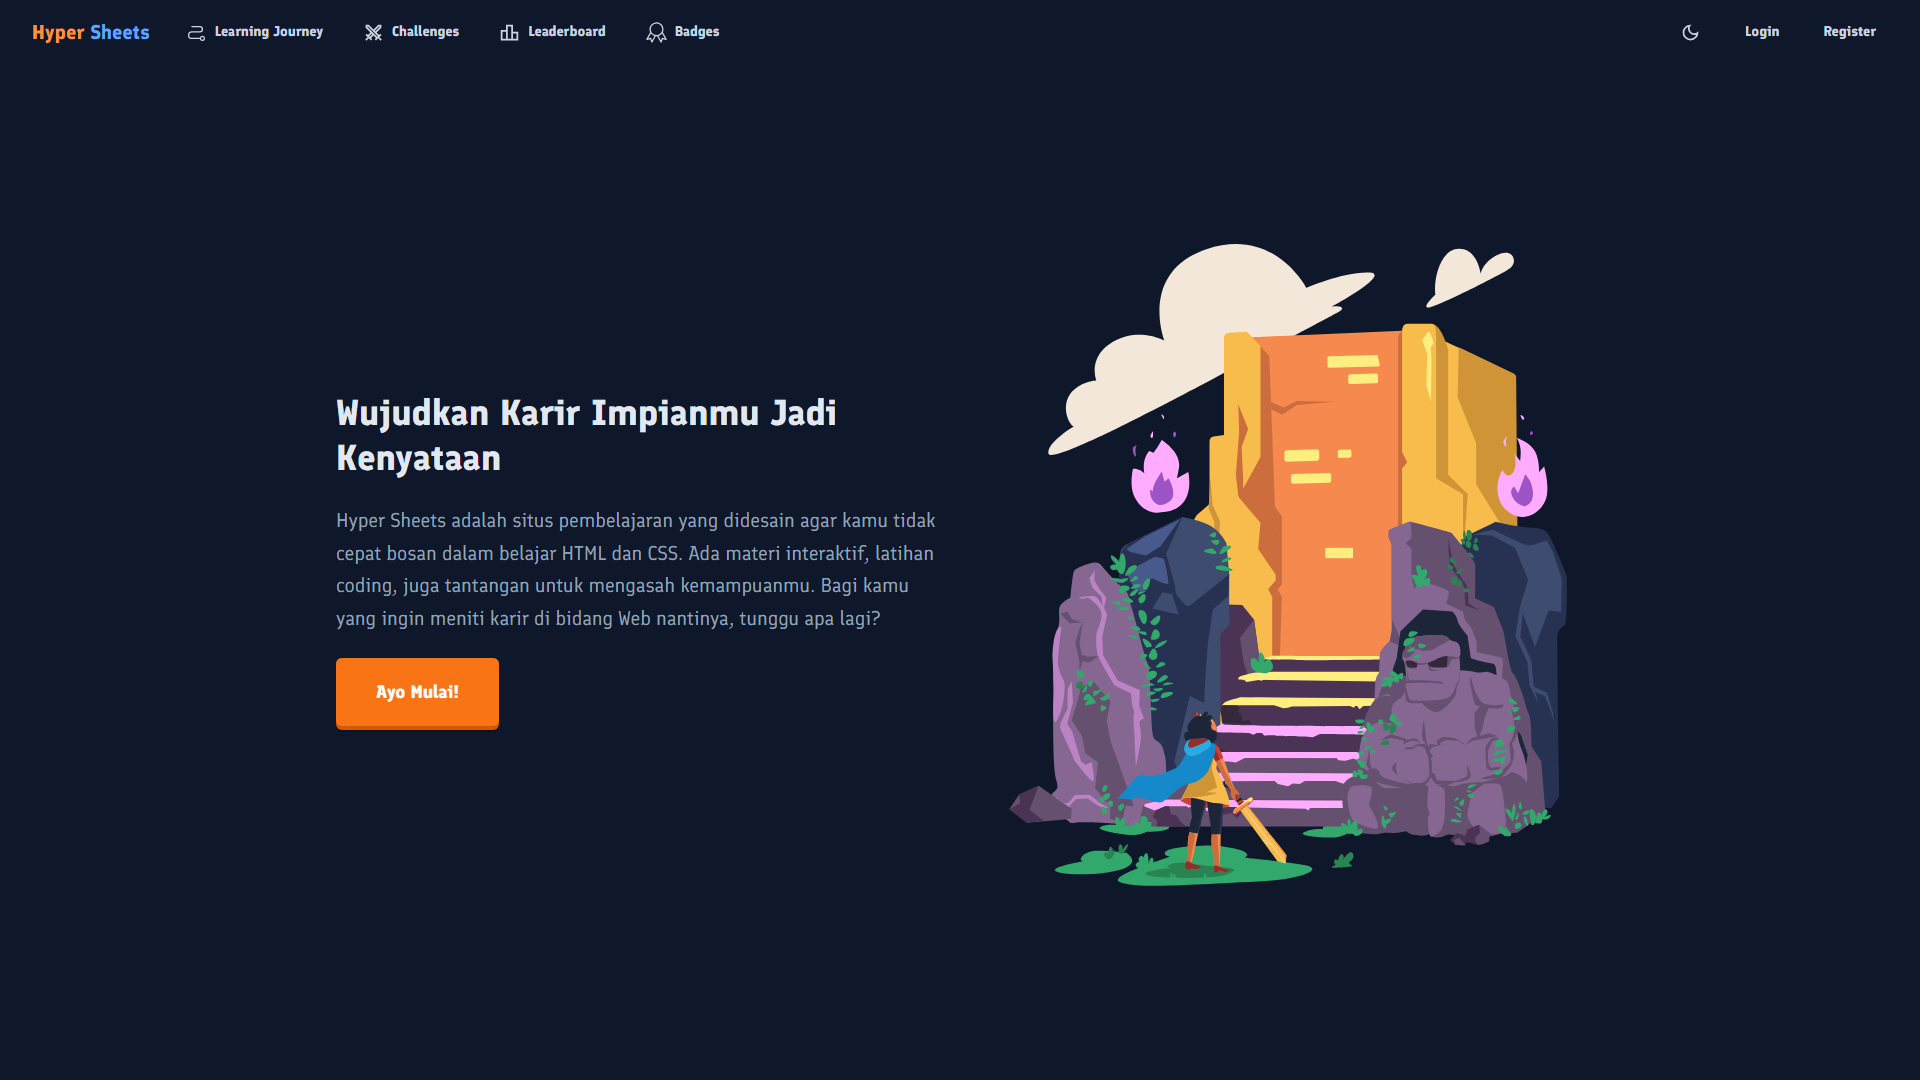 Hyper Sheets Learning Journey Challenges Leaderboard Badges Login Register
Wujudkan Karir Impianmu Jadi
Kenyataan
Hyper Sheets adalah situs pembelajaran yang didesain agar kamu tidak
cepat bosan dalam belajar HTML dan CSS. Ada materi interaktif, latihan
coding, juga tantangan untuk mengasah kemampuanmu. Bagi kamu
yang ingin meniti karir di bidang Web nantinya, tunggu apa lagi?
Ayo Mulai!